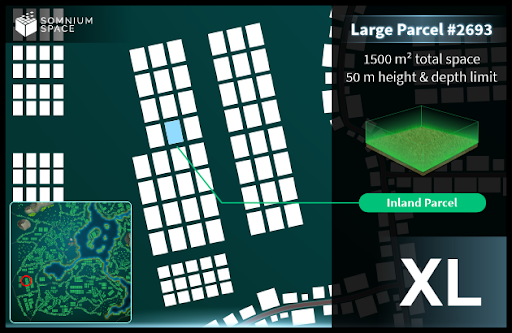 SOMNIUM
SPACE
Large Parcel #2693
1500 m² total space
50 m height & depth limit
Inland Parcel
XL